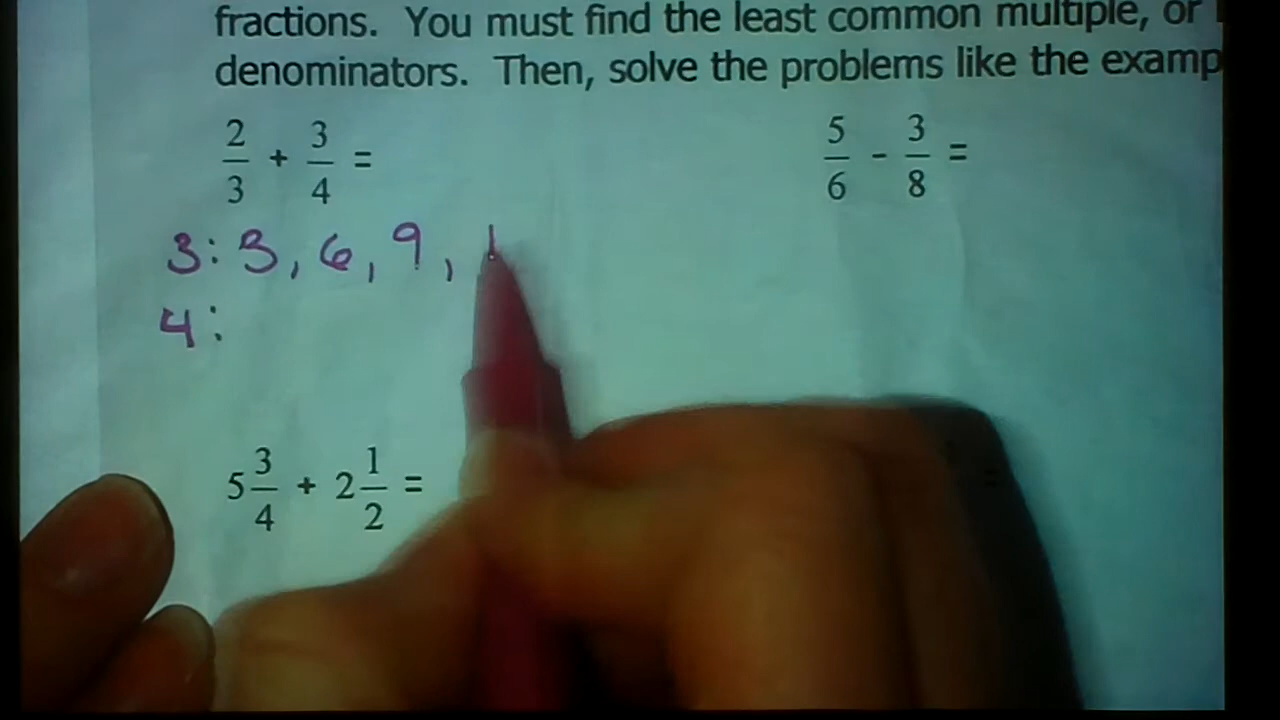 fractions. You must find the least common multiple, or
denominators. Then, solve the problems like the examp
2/3 + 3/4 =
5/6 - 3/8 =
3: 3, 6, 9, 1
4:
5 3/4 + 2 1/2 =